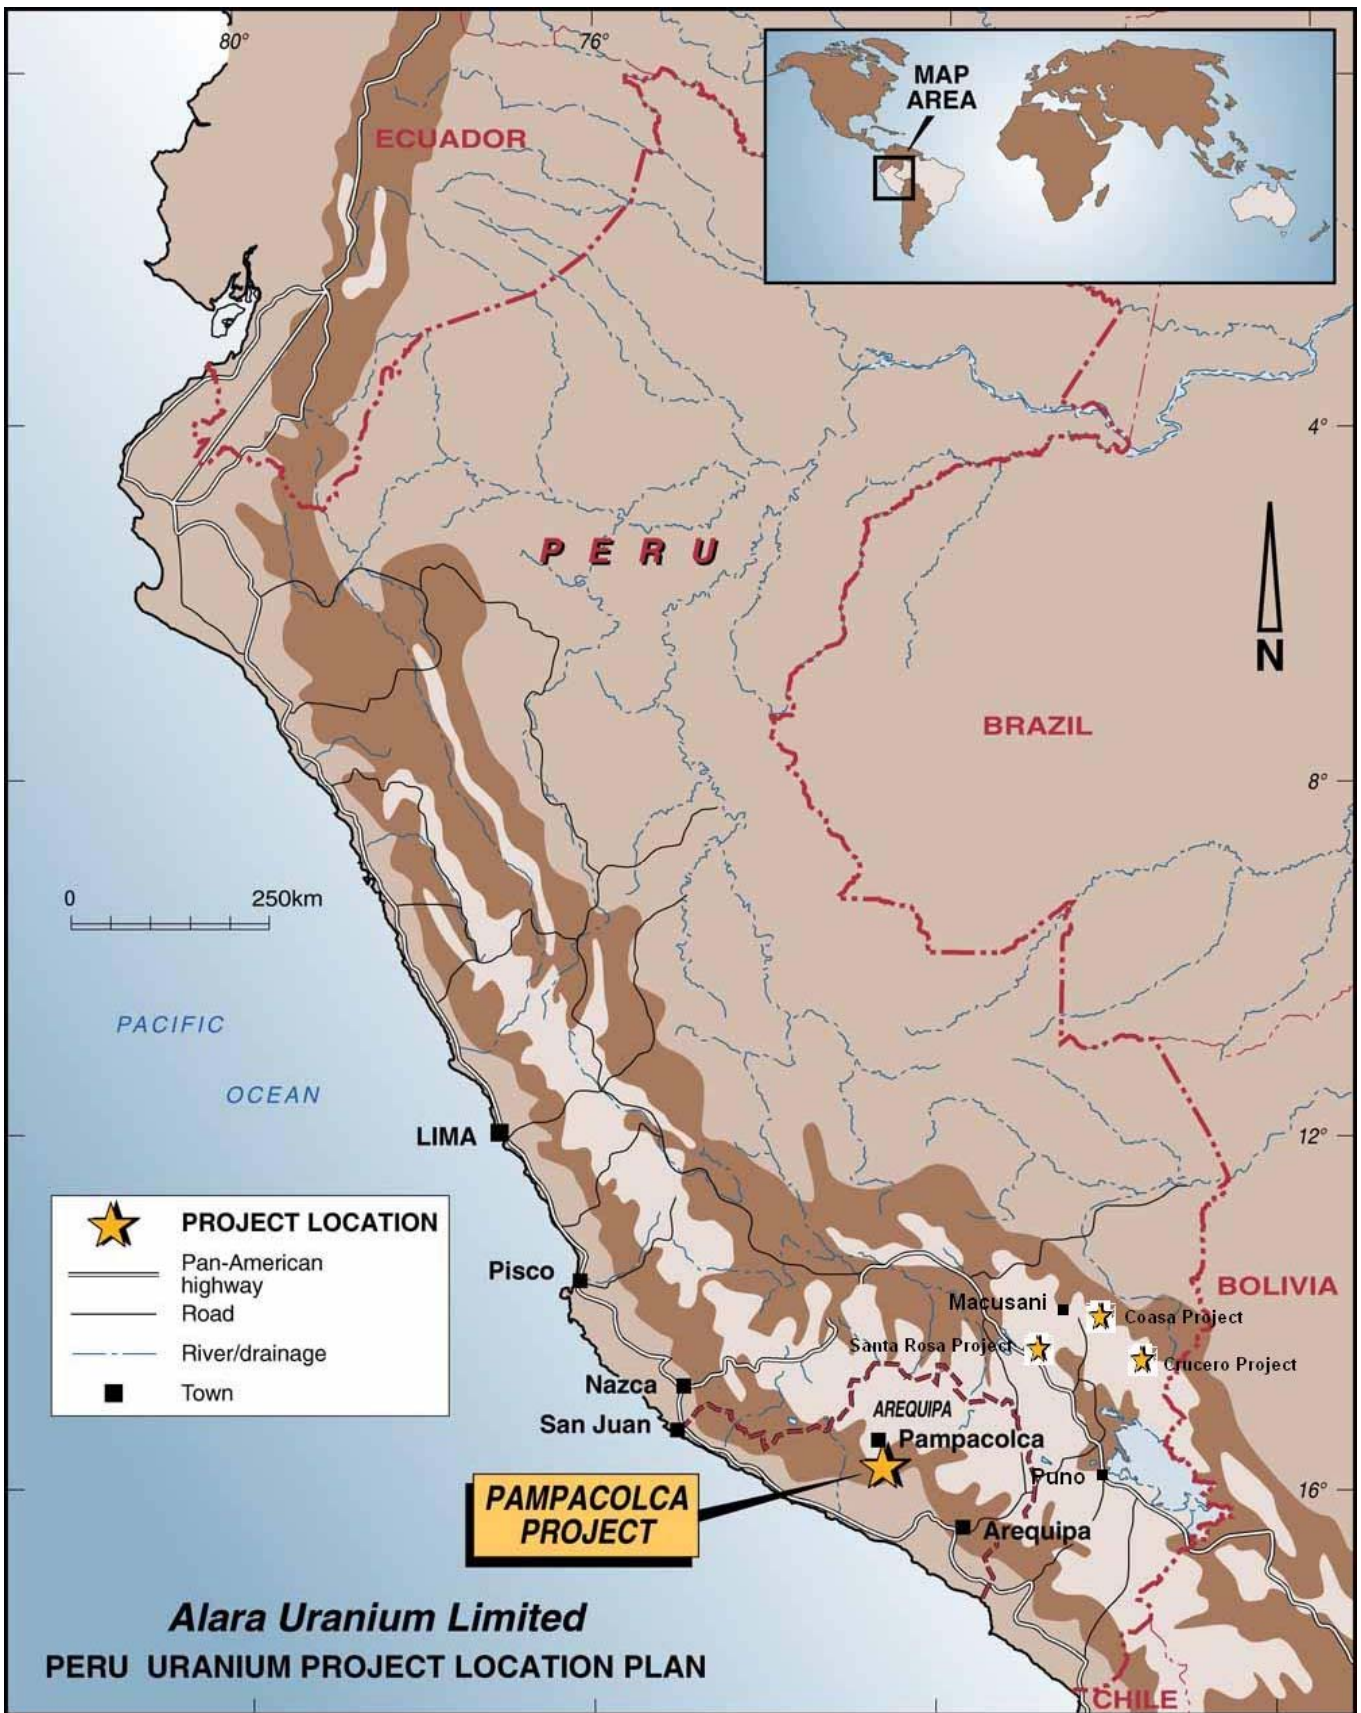 80°
76°
MAP
AREA
ECUADOR
4°
PERU
N
BRAZIL
8°
0 250km
PACIFIC
OCEAN
LIMA
12°
PROJECT LOCATION
Pan-American
highway
Road
River/drainage
Town
Pisco
BOLIVIA
Macusani
Coasa Project
Santa Rosa Project
Crucero Project
Nazca
AREQUIPA
San Juan
Pampacolca
Puno
PAMPACOLCA
PROJECT
16°
Arequipa
Alara Uranium Limited
PERU URANIUM PROJECT LOCATION PLAN
CHILE